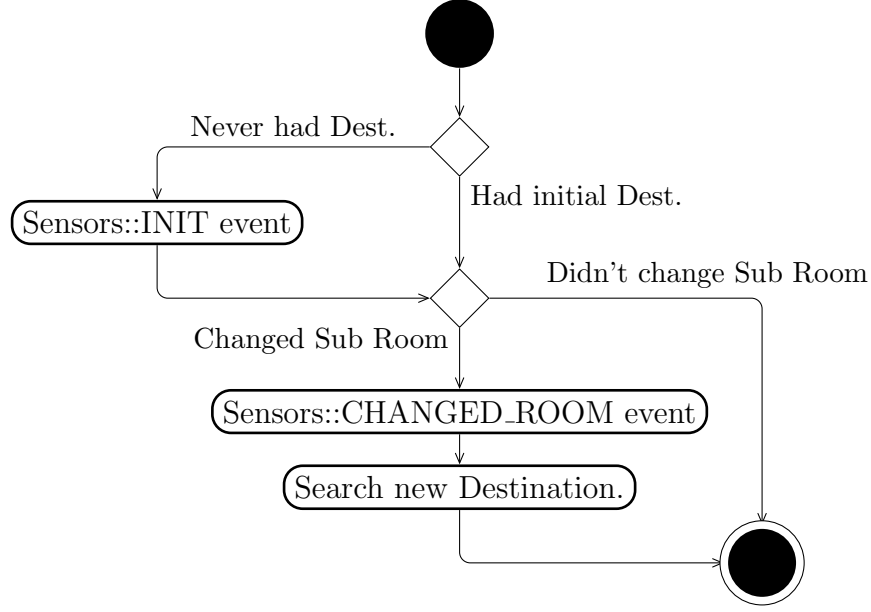 Never had Dest.
Had initial Dest.
Sensors::INIT event
Didn't change Sub Room
Changed Sub Room
Sensors::CHANGED_ROOM event
Search new Destination.